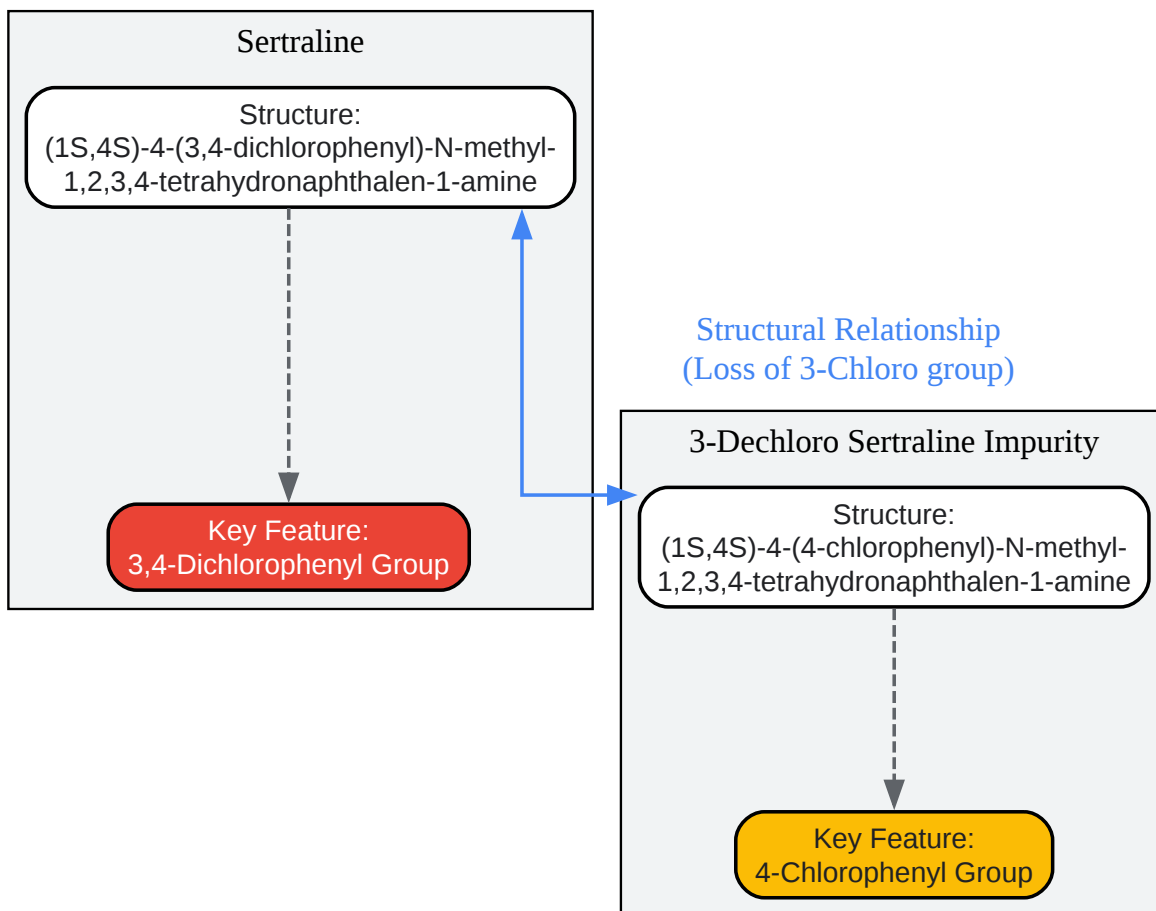 Sertraline
Structure:
(1S,4S)-4-(3,4-dichlorophenyl)-N-methyl-
1,2,3,4-tetrahydronaphthalen-1-amine
Key Feature:
3,4-Dichlorophenyl Group
Structural Relationship
(Loss of 3-Chloro group)
3-Dechloro Sertraline Impurity
Structure:
(1S,4S)-4-(4-chlorophenyl)-N-methyl-
1,2,3,4-tetrahydronaphthalen-1-amine
Key Feature:
4-Chlorophenyl Group